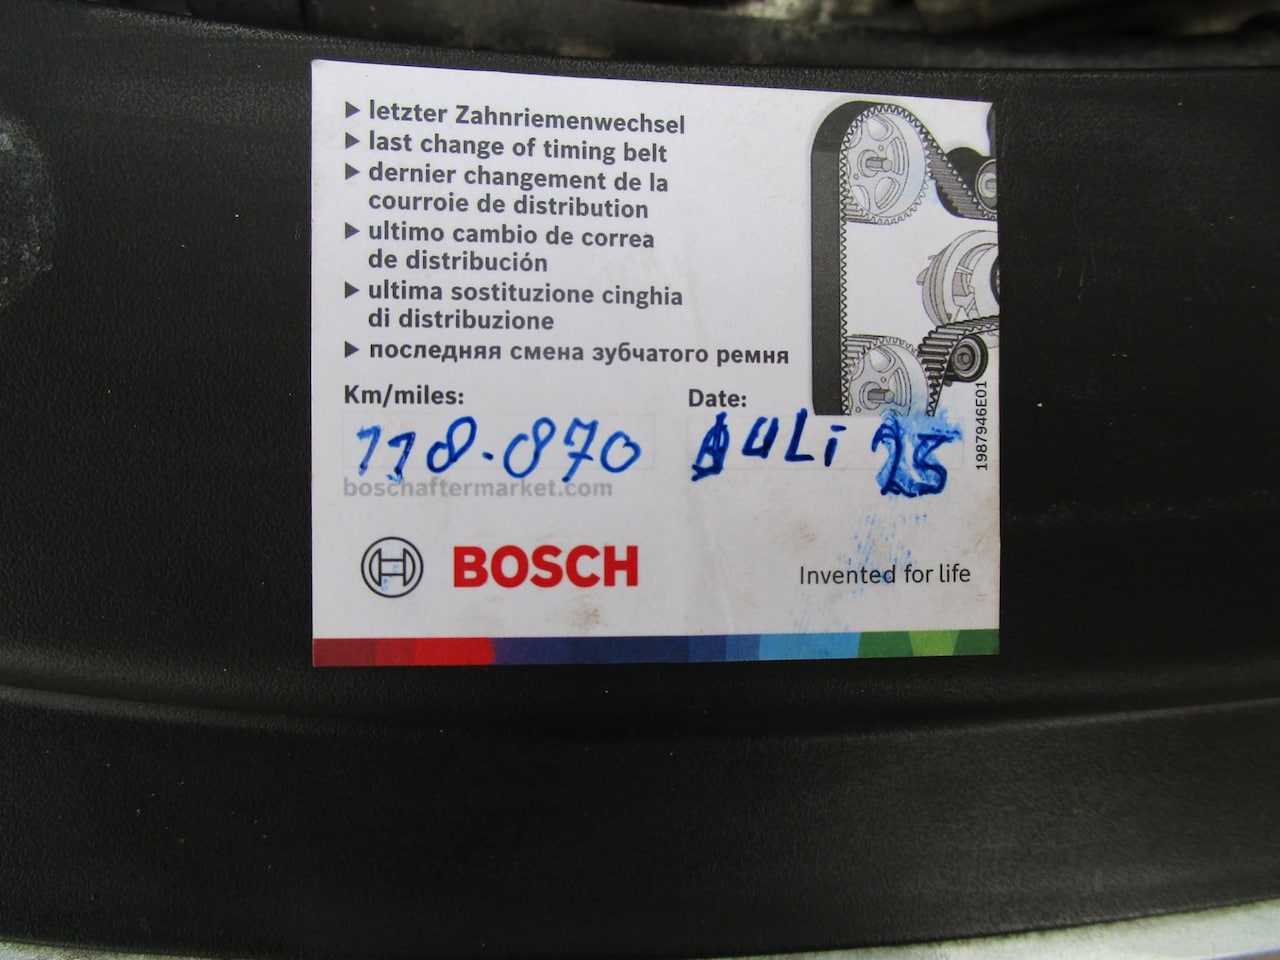 letzter Zahnriemenwechsel
last change of timing belt
dernier changement de la
courroie de distribution
ultimo cambio de correa
de distribución
ultima sostituzione cinghia
di distribuzione
последняя смена зубчатого ремня
Km/miles: Date:
118.870 JULi 25
boschaftermarket.com
1987946E01
BOSCH
Invented for life